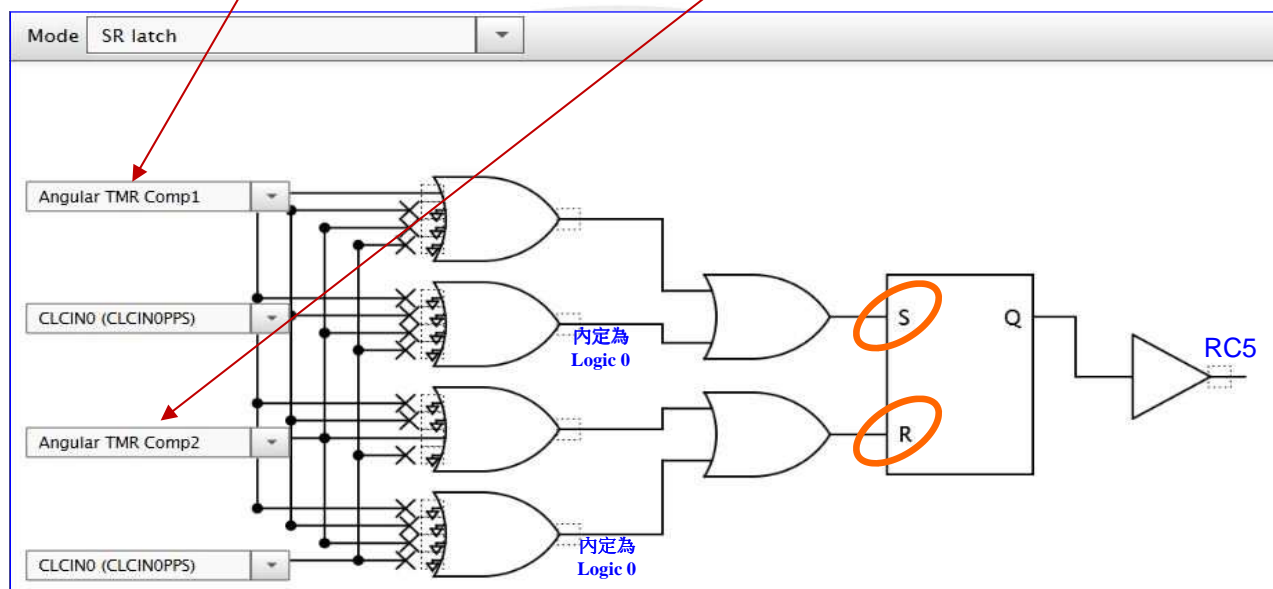 Mode SR latch
Angular TMR Comp1
CLCIN0 (CLCIN0PPS)
內定為
Logic 0
S
Q
RC5
R
Angular TMR Comp2
CLCIN0 (CLCIN0PPS)
內定為
Logic 0